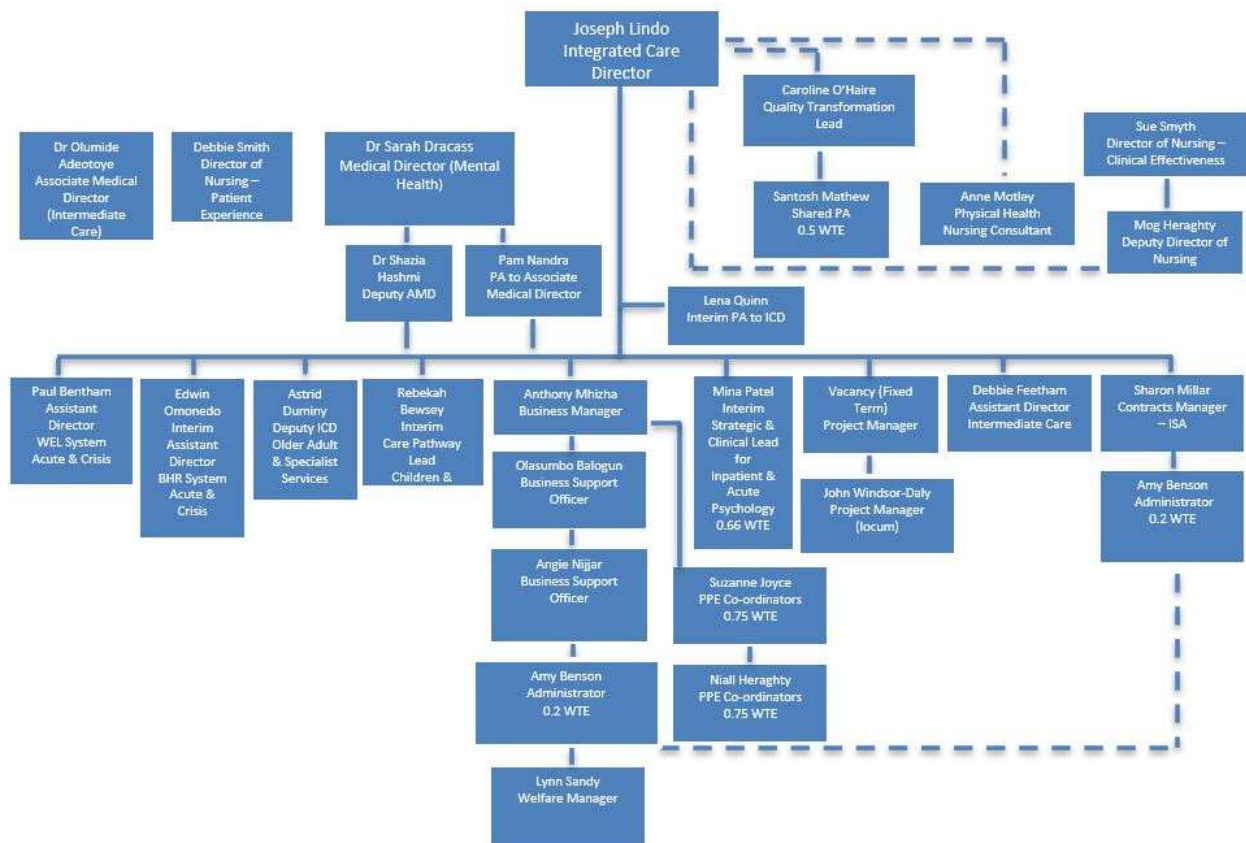 Joseph Lindo
Integrated Care
Director
Caroline O'Haire
Quality Transformation
Lead
Sue Smyth
Director of Nursing –
Clinical Effectiveness
Dr Olumide
Adeotoye
Associate Medical
Director
(Intermediate
Care)
Debbie Smith
Director of
Nursing –
Patient
Experience
Dr Sarah Dracass
Medical Director (Mental
Health)
Santosh Mathew
Shared PA
0.5 WTE
Anne Motley
Physical Health
Nursing Consultant
Mog Heraghty
Deputy Director of
Nursing
Dr Shazia
Hashmi
Deputy AMD
Pam Nandra
PA to Associate
Medical Director
Lena Quinn
Interim PA to ICD
Paul Bentham
Assistant
Director
WEL System
Acute & Crisis
Edwin
Omonedo
Interim
Assistant
Director
BHR System
Acute &
Crisis
Astrid
Duminy
Deputy ICD
Older Adult
& Specialist
Services
Rebekah
Bewsey
Interim
Care Pathway
Lead
Children &
Anthony Mhizha
Business Manager
Mina Patel
Interim
Strategic
& Clinical
Lead for
Inpatient &
Acute
Psychology
0.66 WTE
Vacancy (Fixed
Term)
Project Manager
Debbie Feetham
Assistant Director
Intermediate Care
Sharon Millar
Contracts Manager
– ISA
Olasumbo Balogun
Business Support
Officer
John Windsor-Daly
Project Manager
(locum)
Amy Benson
Administrator
0.2 WTE
Angie Nijjar
Business Support
Officer
Suzanne Joyce
PPE Co-ordinators
0.75 WTE
Amy Benson
Administrator
0.2 WTE
Niall Heraghty
PPE Co-ordinators
0.75 WTE
Lynn Sandy
Welfare Manager